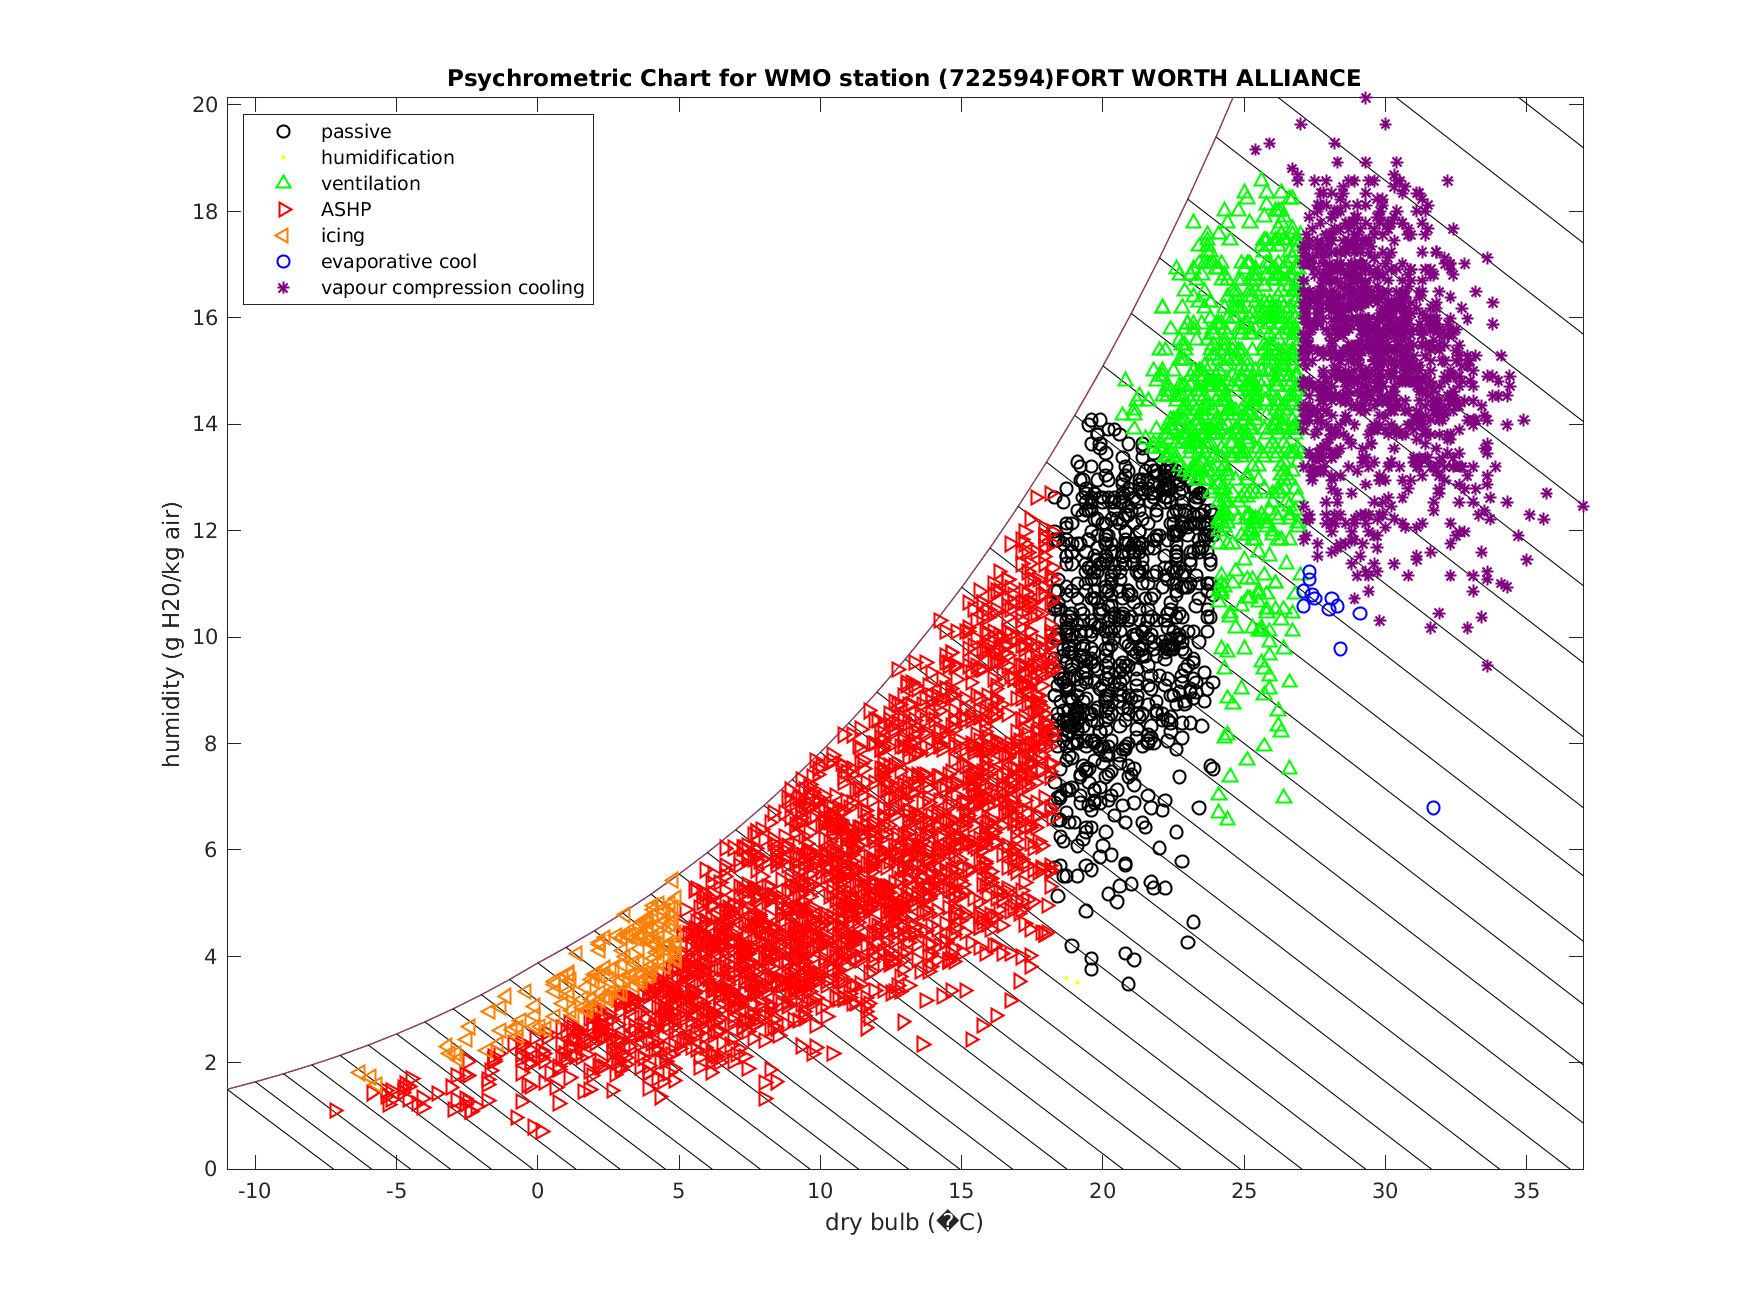 Psychrometric Chart for WMO station (722594)FORT WORTH ALLIANCE
passive
humidification
ventilation
ASHP
icing
evaporative cool
vapour compression cooling
humidity (g H20/kg air)
20
18
16
14
12
10
8
6
4
2
0
-10 -5 0 5 10 15 20 25 30 35
dry bulb (�C)